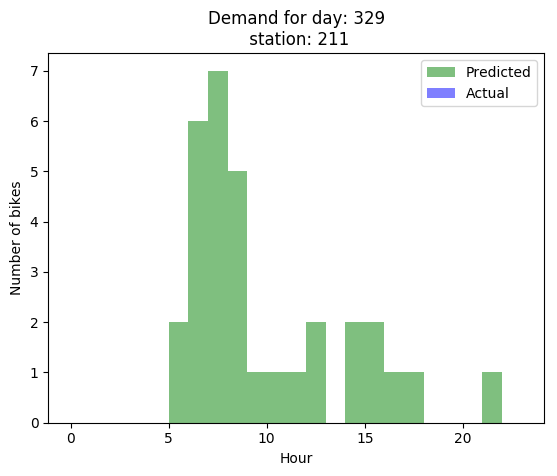 Demand for day: 329
station: 211
Predicted
Actual
Number of bikes
7
6
5
4
3
2
1
0
0 5 10 15 20
Hour